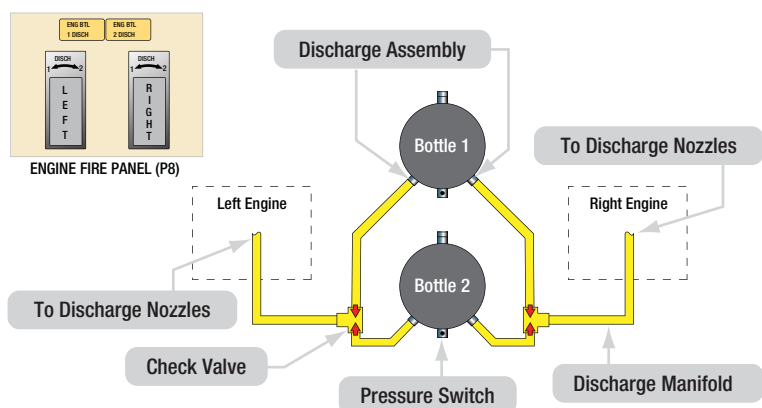 ENG BTL
1 DISCH
ENG BTL
2 DISCH
DISCH
1 2
LEFT
DISCH
1 2
RIGHT
ENGINE FIRE PANEL (P8)
Discharge Assembly
Bottle 1
To Discharge Nozzles
Left Engine
Right Engine
Bottle 2
To Discharge Nozzles
Check Valve
Pressure Switch
Discharge Manifold